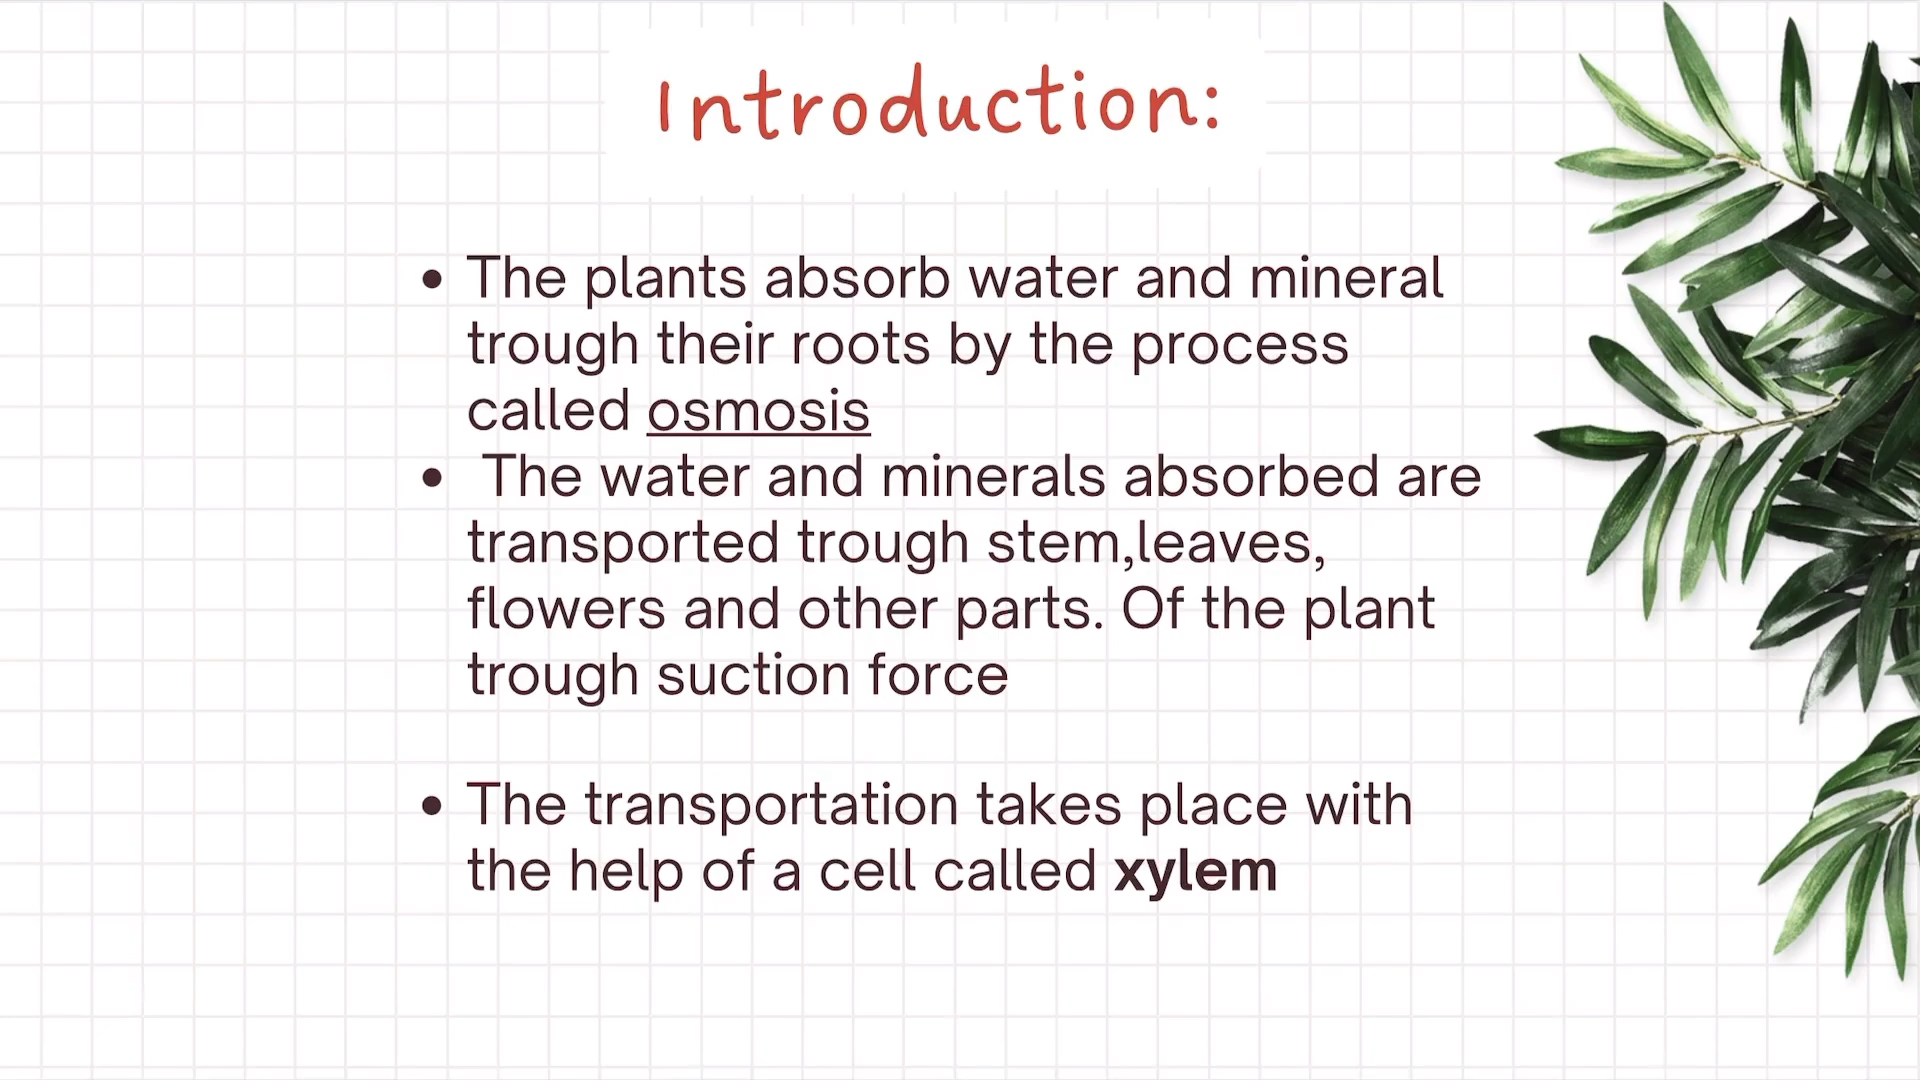 Introduction:
• The plants absorb water and mineral
trough their roots by the process
called osmosis
• The water and minerals absorbed are
transported trough stem,leaves,
flowers and other parts. Of the plant
trough suction force
• The transportation takes place with
the help of a cell called xylem